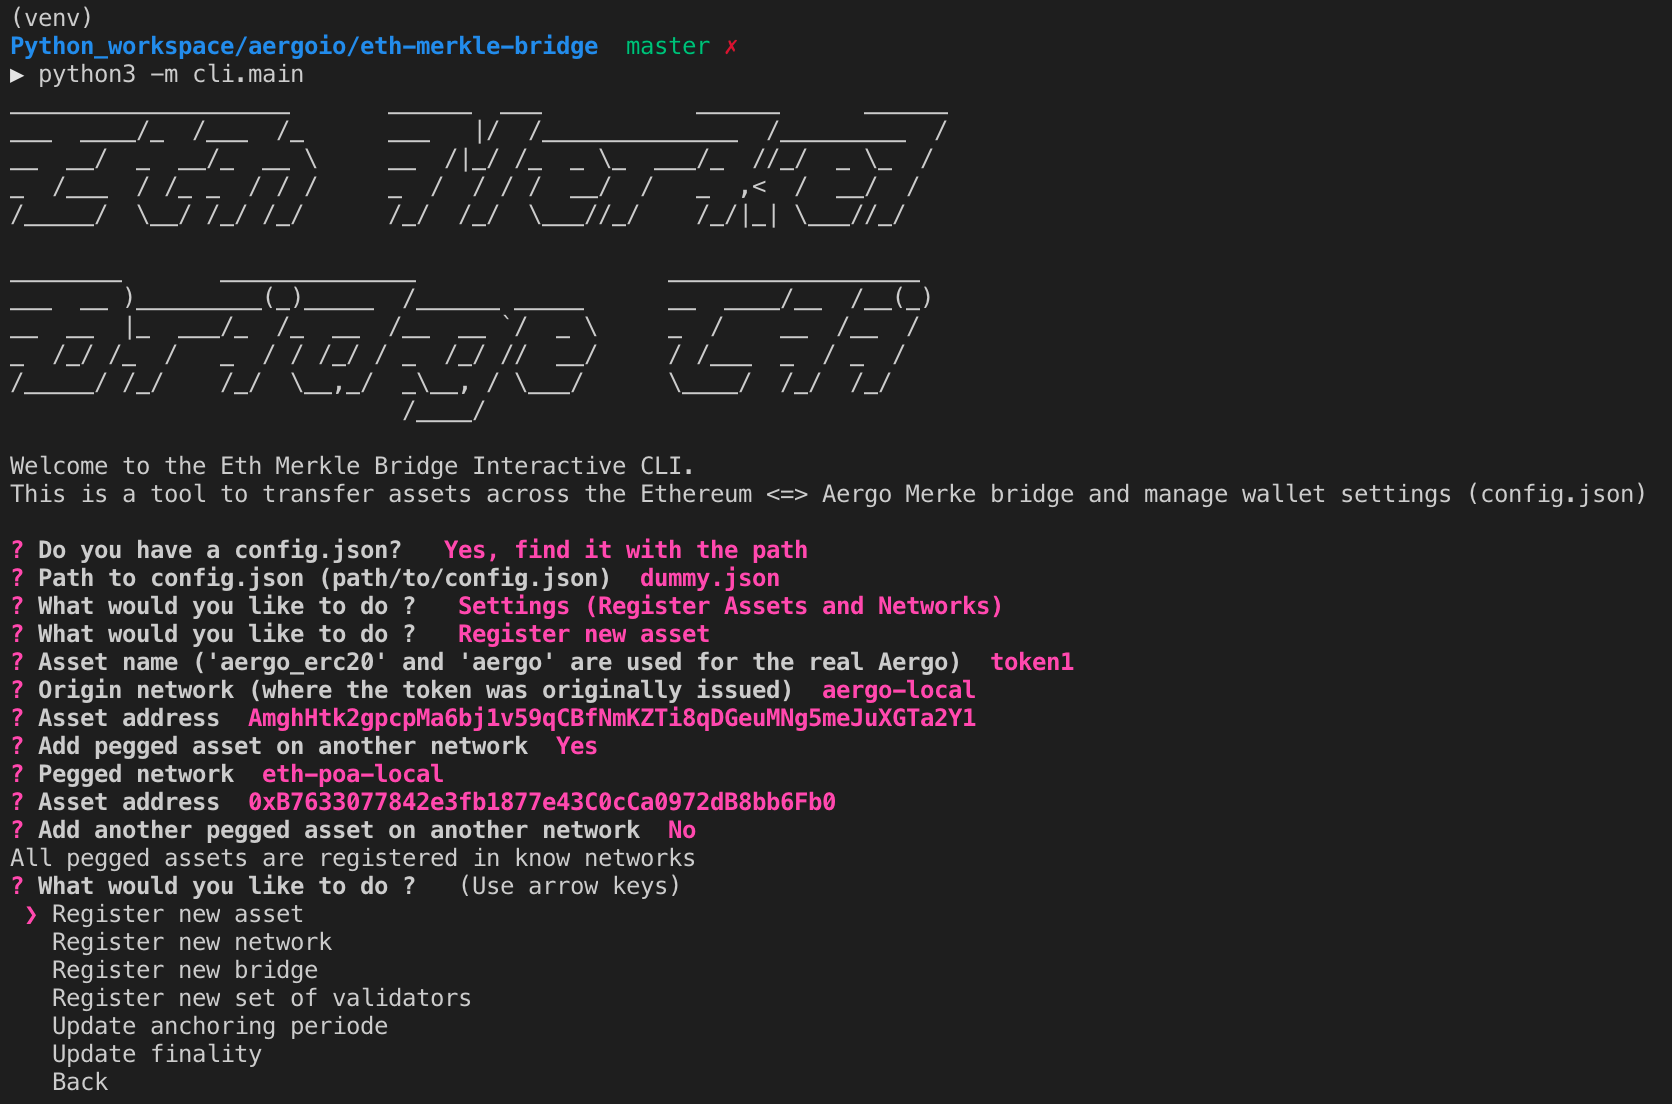 (venv)
Python_workspace/aergoio/eth-merkle-bridge master ✗
▶ python3 -m cli.main
Eth Merkel
Bridge Cli
Welcome to the Eth Merkle Bridge Interactive CLI.
This is a tool to transfer assets across the Ethereum <=> Aergo Merke bridge and manage wallet settings (config.json)
? Do you have a config.json? Yes, find it with the path
? Path to config.json (path/to/config.json) dummy.json
? What would you like to do ? Settings (Register Assets and Networks)
? What would you like to do ? Register new asset
? Asset name ('aergo_erc20' and 'aergo' are used for the real Aergo) token1
? Origin network (where the token was originally issued) aergo-local
? Asset address AmghHtk2gpcpMa6bj1v59qCBfNmKZTi8qDGeuMNg5meJuXGTa2Y1
? Add pegged asset on another network Yes
? Pegged network eth-poa-local
? Asset address 0xB7633077842e3fb1877e43C0cCa0972dB8bb6Fb0
? Add another pegged asset on another network No
All pegged assets are registered in know networks
? What would you like to do ? (Use arrow keys)
❯ Register new asset
Register new network
Register new bridge
Register new set of validators
Update anchoring periode
Update finality
Back